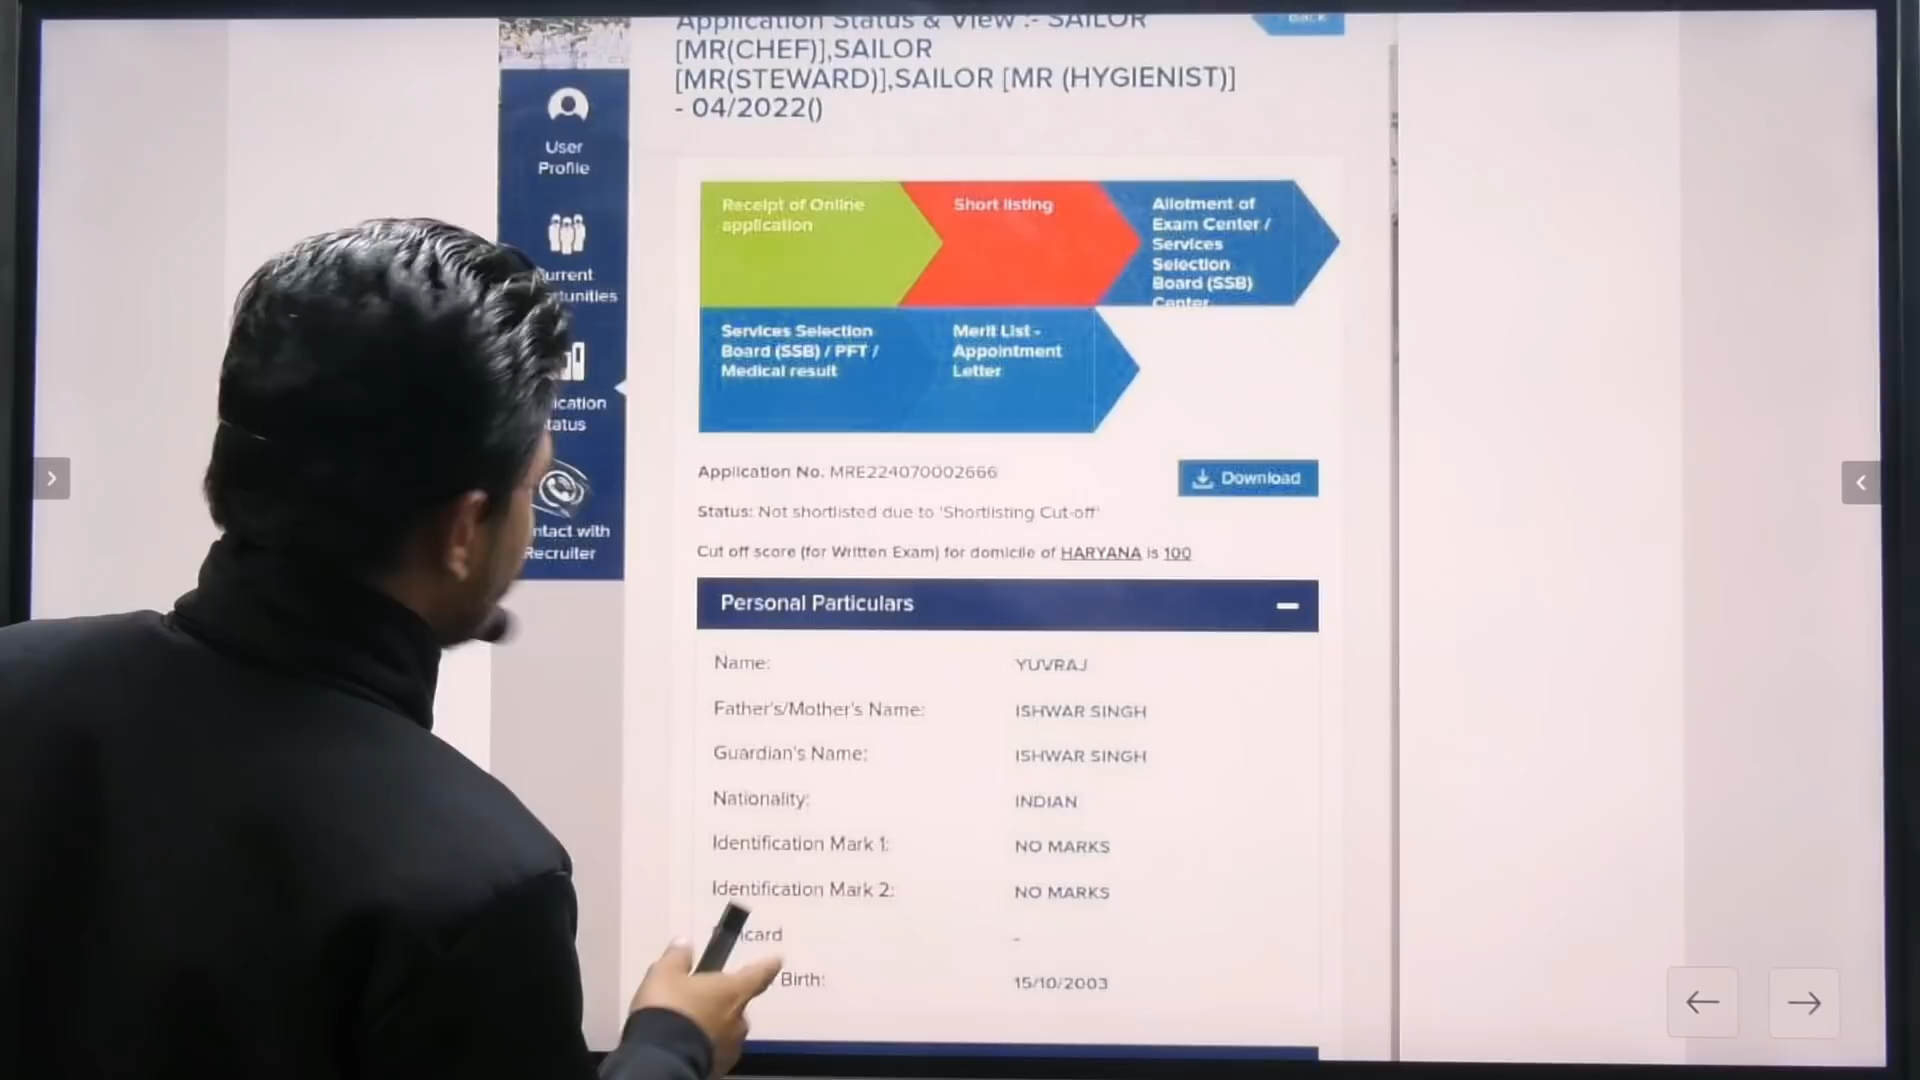 Application Status & View :- SAILOR
[MR(CHEF)],SAILOR
[MR(STEWARD)],SAILOR [MR (HYGIENIST)]
- 04/2022()
Back
User
Profile
Receipt of Online
application
Short listing
Allotment of
Exam Center /
Services
Selection
Board (SSB)
Center
Services Selection
Board (SSB) / PFT /
Medical result
Merit List -
Appointment
Letter
Application No. MRE224070002666
Download
Status: Not shortlisted due to 'Shortlisting Cut-off'
Cut off score (for Written Exam) for domicile of HARYANA is 100
Recruiter
Personal Particulars
Name: YUVRAJ
Father's/Mother's Name: ISHWAR SINGH
Guardian's Name: ISHWAR SINGH
Nationality: INDIAN
Identification Mark 1: NO MARKS
Identification Mark 2: NO MARKS
-
Birth: 15/10/2003